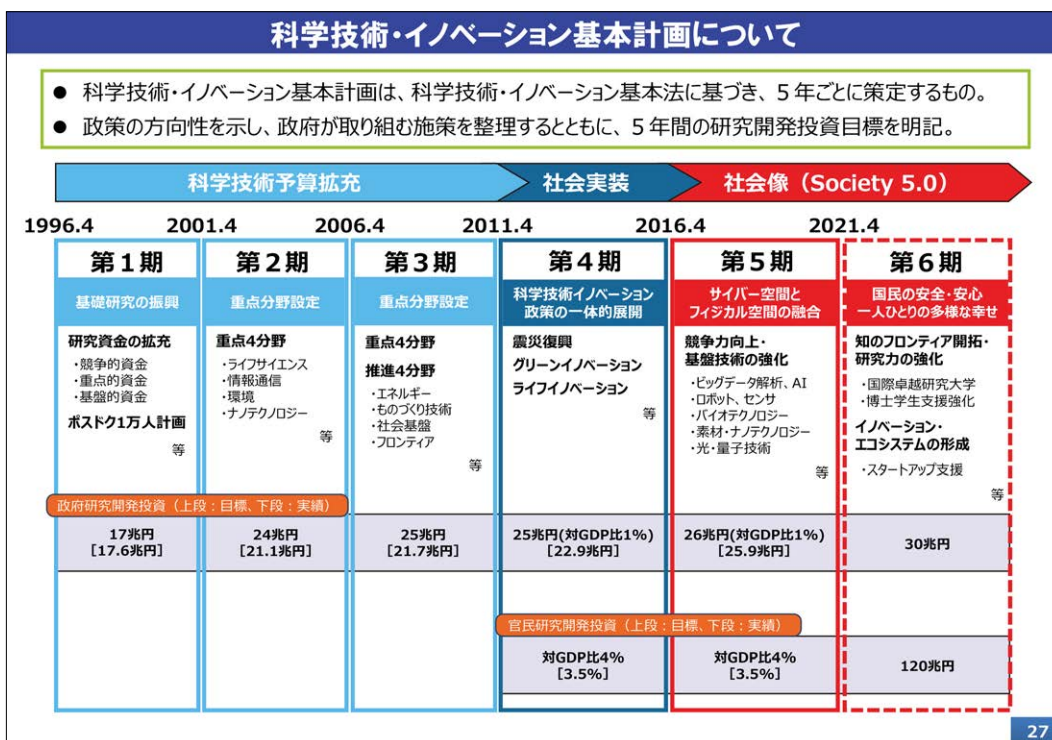 科学技術・イノベーション基本計画について
● 科学技術・イノベーション基本計画は、科学技術・イノベーション基本法に基づき、5年ごとに策定するもの。
● 政策の方向性を示し、政府が取り組む施策を整理するとともに、5年間の研究開発投資目標を明記。
科学技術予算拡充
社会実装
社会像(Society 5.0)
1996.4
2001.4
2006.4
2011.4
2016.4
2021.4
第1期
基礎研究の振興
研究資金の拡充
・競争的資金
・重点的資金
・基盤的資金
ポスドク1万人計画
等
第2期
重点分野設定
重点4分野
・ライフサイエンス
・情報通信
・環境
・ナノテクノロジー
等
第3期
重点分野設定
重点4分野
推進4分野
・エネルギー
・ものづくり技術
・社会基盤
・フロンティア
等
第4期
科学技術イノベーション
政策の一体的展開
震災復興
グリーンイノベーション
ライフイノベーション
等
第5期
サイバー空間と
フィジカル空間の融合
競争力向上・
基盤技術の強化
・ビッグデータ解析、AI
・ロボット、センサ
・バイオテクノロジー
・素材・ナノテクノロジー
・光・量子技術
等
第6期
国民の安全・安心
一人ひとりの多様な幸せ
知のフロンティア開拓・
研究力の強化
・国際卓越研究大学
・博士学生支援強化
イノベーション・
エコシステムの形成
・スタートアップ支援
等
政府研究開発投資(上段:目標、下段:実績)
17兆円
[17.6兆円]
24兆円
[21.1兆円]
25兆円
[21.7兆円]
25兆円(対GDP比1%)
[22.9兆円]
26兆円(対GDP比1%)
[25.9兆円]
30兆円
官民研究開発投資(上段:目標、下段:実績)
対GDP比4%
[3.5%]
対GDP比4%
[3.5%]
120兆円
27